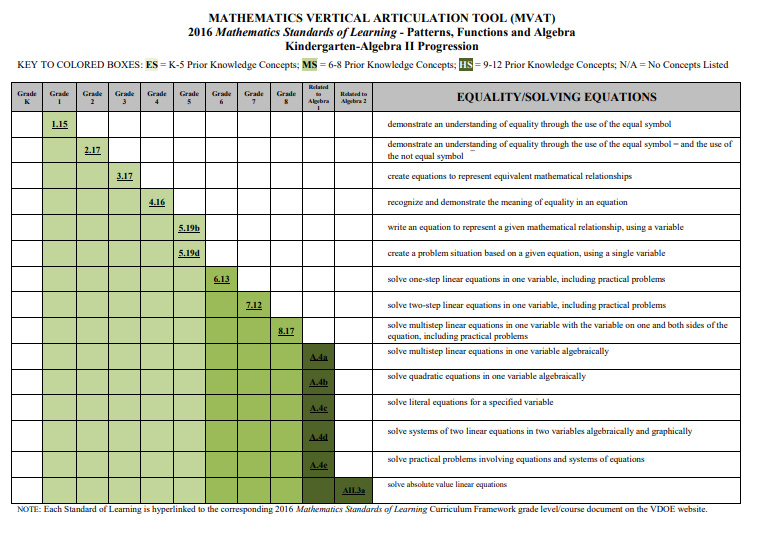 MATHEMATICS VERTICAL ARTICULATION TOOL (MVAT)
2016 Mathematics Standards of Learning - Patterns, Functions and Algebra
Kindergarten-Algebra II Progression
KEY TO COLORED BOXES: ES = K-5 Prior Knowledge Concepts; MS = 6-8 Prior Knowledge Concepts; HS = 9-12 Prior Knowledge Concepts; N/A = No Concepts Listed
Grade K Grade 1 Grade 2 Grade 3 Grade 4 Grade 5 Grade 6 Grade 7 Grade 8 Related to Algebra 1 Related to Algebra 2 EQUALITY/SOLVING EQUATIONS
1.15 demonstrate an understanding of equality through the use of the equal symbol
2.17 demonstrate an understanding of equality through the use of the equal symbol = and the use of
the not equal symbol
3.17 create equations to represent equivalent mathematical relationships
4.16 recognize and demonstrate the meaning of equality in an equation
5.19b write an equation to represent a given mathematical relationship, using a variable
5.19d create a problem situation based on a given equation, using a single variable
6.13 solve one-step linear equations in one variable, including practical problems
7.12 solve two-step linear equations in one variable, including practical problems
8.17 solve multistep linear equations in one variable with the variable on one and both sides of the
equation, including practical problems
A.4a solve multistep linear equations in one variable algebraically
A.4b solve quadratic equations in one variable algebraically
A.4c solve literal equations for a specified variable
A.4d solve systems of two linear equations in two variables algebraically and graphically
A.4e solve practical problems involving equations and systems of equations
AII.3a solve absolute value linear equations
NOTE: Each Standard of Learning is hyperlinked to the corresponding 2016 Mathematics Standards of Learning Curriculum Framework grade level/course document on the VDOE website.